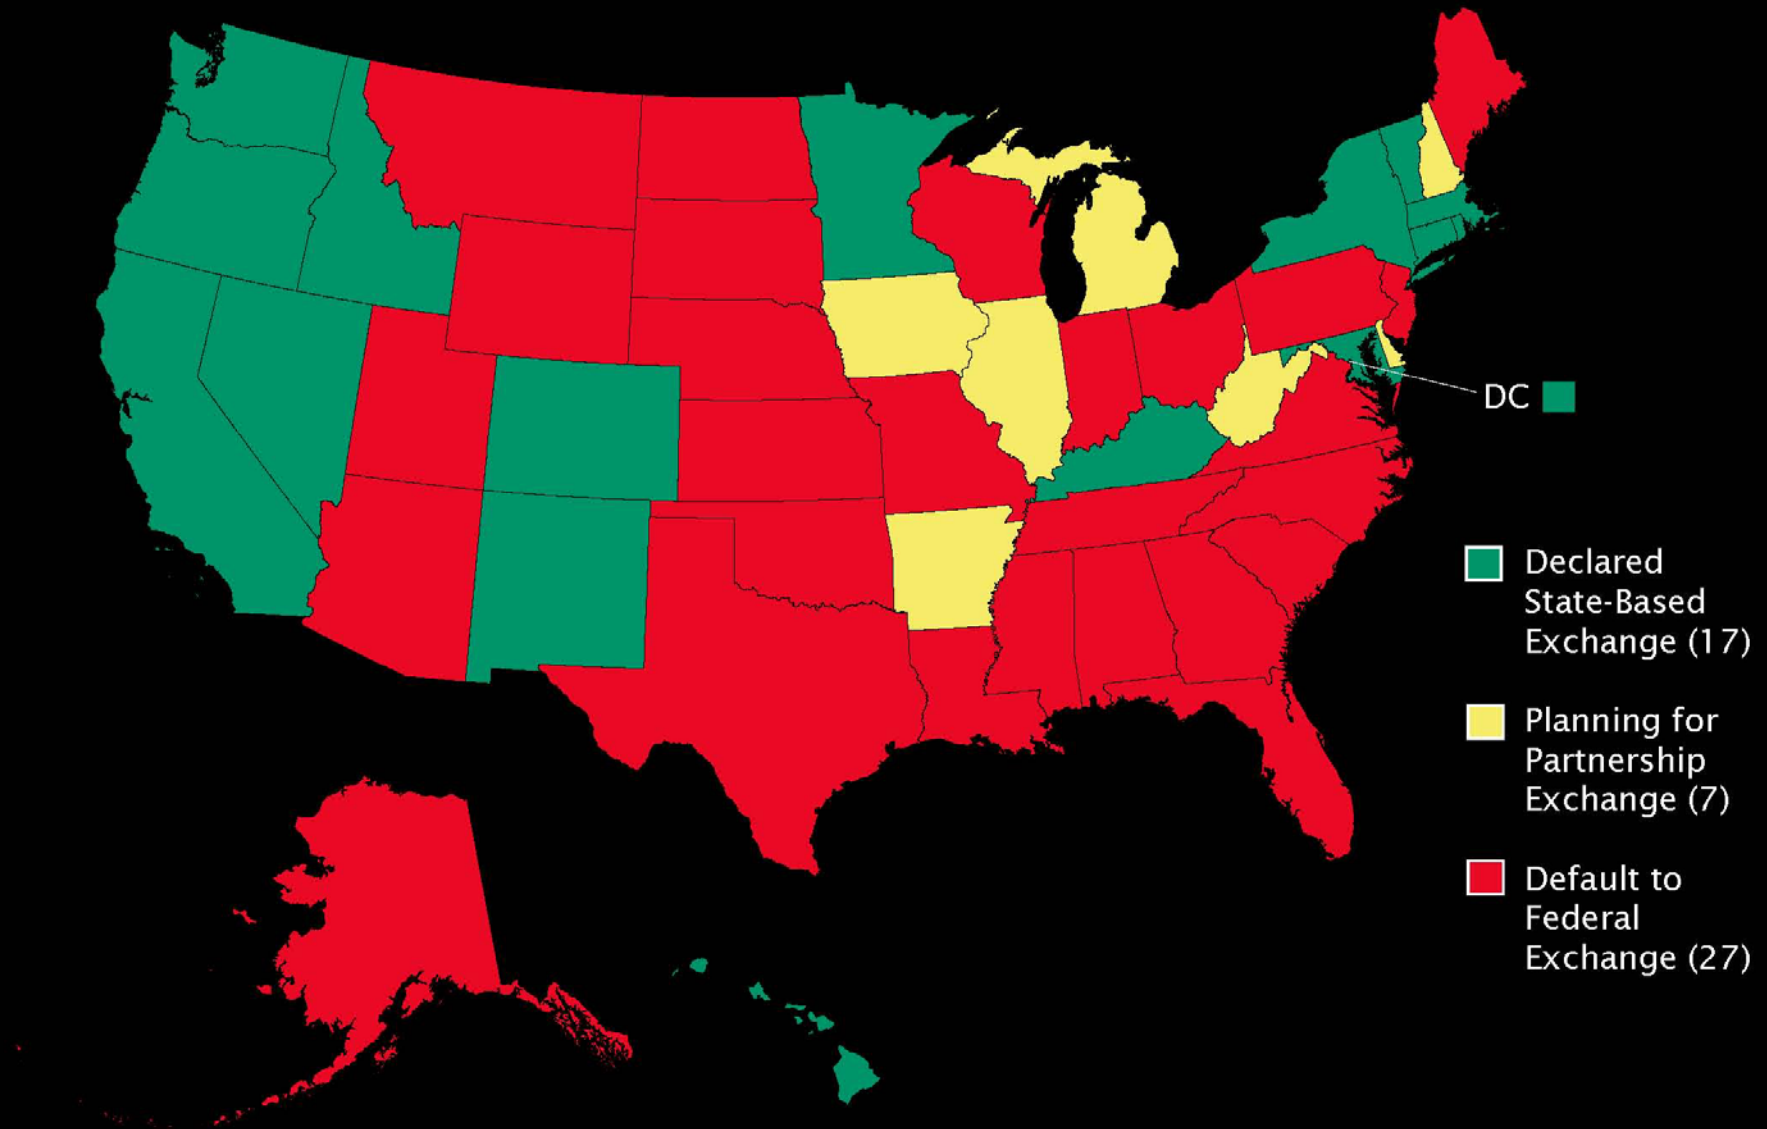 DC
Declared
State-Based
Exchange (17)
Planning for
Partnership
Exchange (7)
Default to
Federal
Exchange (27)